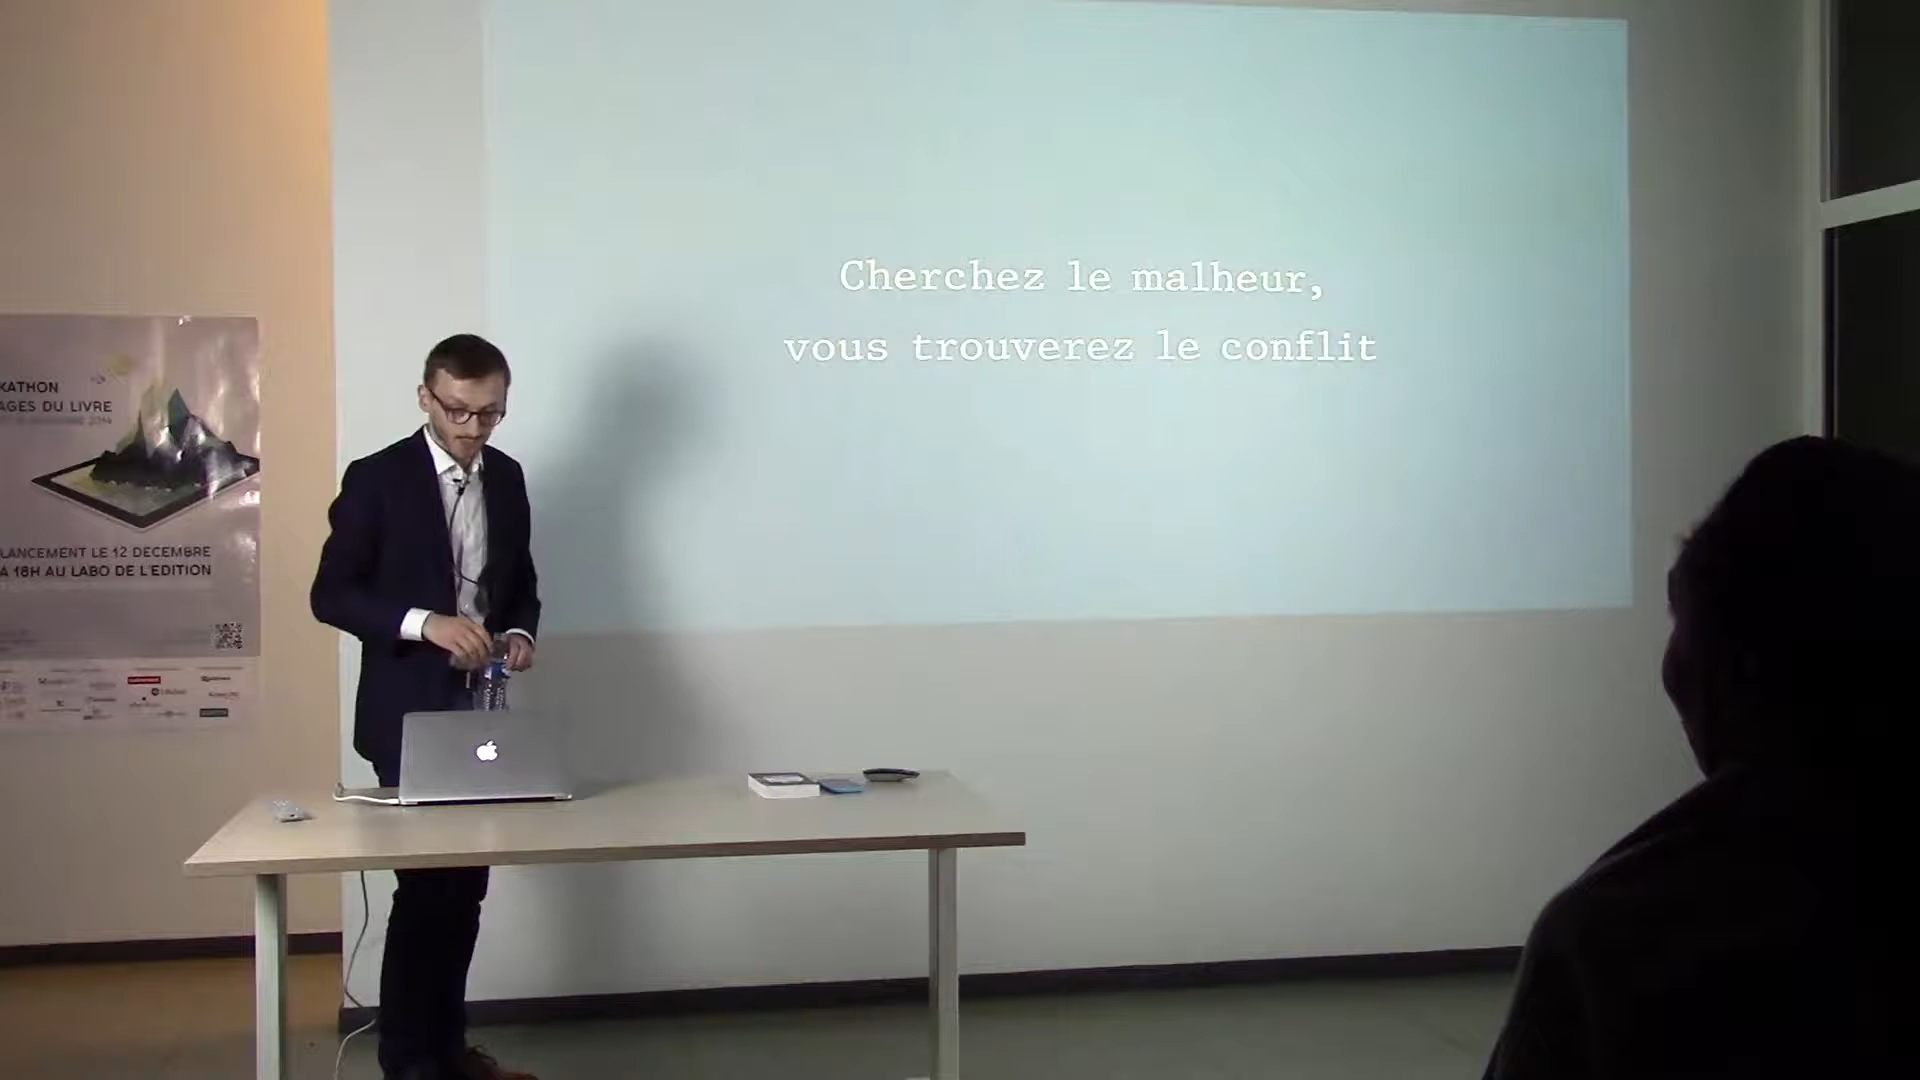 Cherchez le malheur,
vous trouverez le conflit
KATHON
AGES DU LIVRE
LANCEMENT LE 12 DECEMBRE
A 18H AU LABO DE L'EDITION